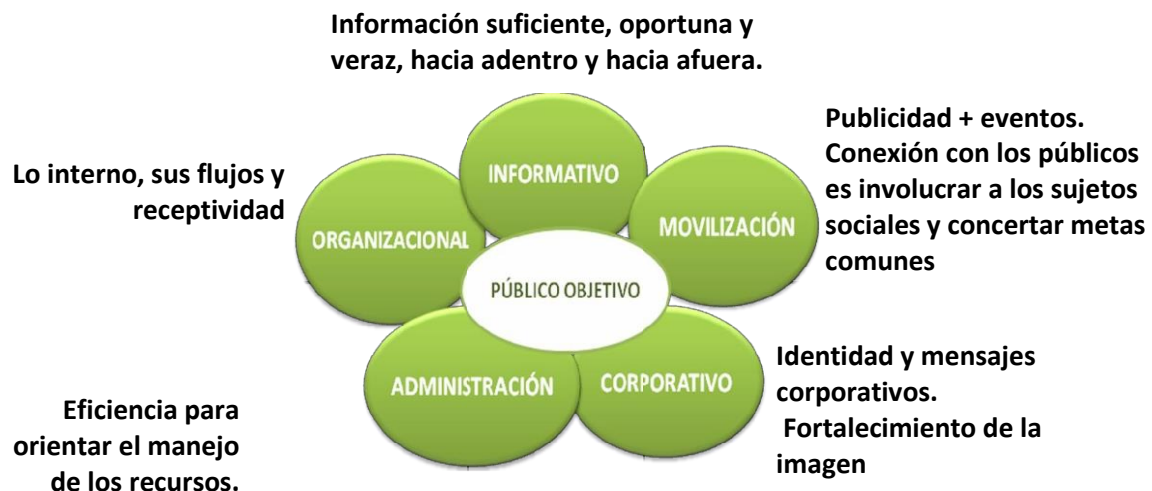 Información suficiente, oportuna y
veraz, hacia adentro y hacia afuera.
INFORMATIVO
Publicidad + eventos.
Conexión con los públicos
es involucrar a los sujetos
sociales y concertar metas
comunes
MOVILIZACIÓN
Lo interno, sus flujos y
receptividad
ORGANIZACIONAL
PÚBLICO OBJETIVO
ADMINISTRACIÓN
CORPORATIVO
Identidad y mensajes
corporativos.
Fortalecimiento de la
imagen
Eficiencia para
orientar el manejo
de los recursos.